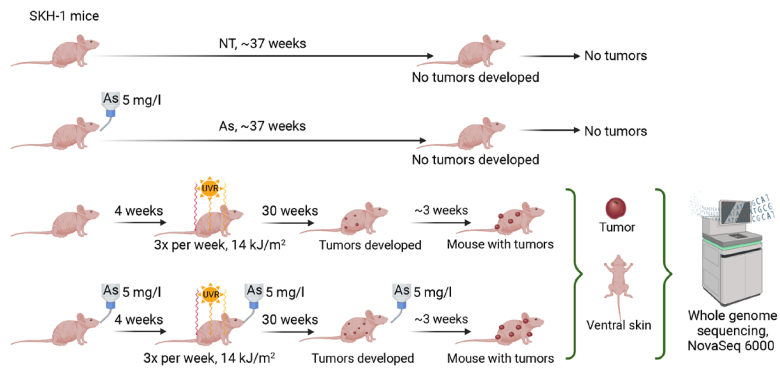 SKH-1 mice
NT, ~37 weeks
No tumors developed
No tumors
As 5 mg/l
As, ~37 weeks
No tumors developed
No tumors
4 weeks
UVR
3x per week, 14 kJ/m²
30 weeks
Tumors developed
~3 weeks
Mouse with tumors
As 5 mg/l
4 weeks
UVR
As 5 mg/l
3x per week, 14 kJ/m²
30 weeks
Tumors developed
As 5 mg/l
~3 weeks
Mouse with tumors
Tumor
Ventral skin
GCAT
TGCG
CGCAT
Whole genome
sequencing,
NovaSeq 6000